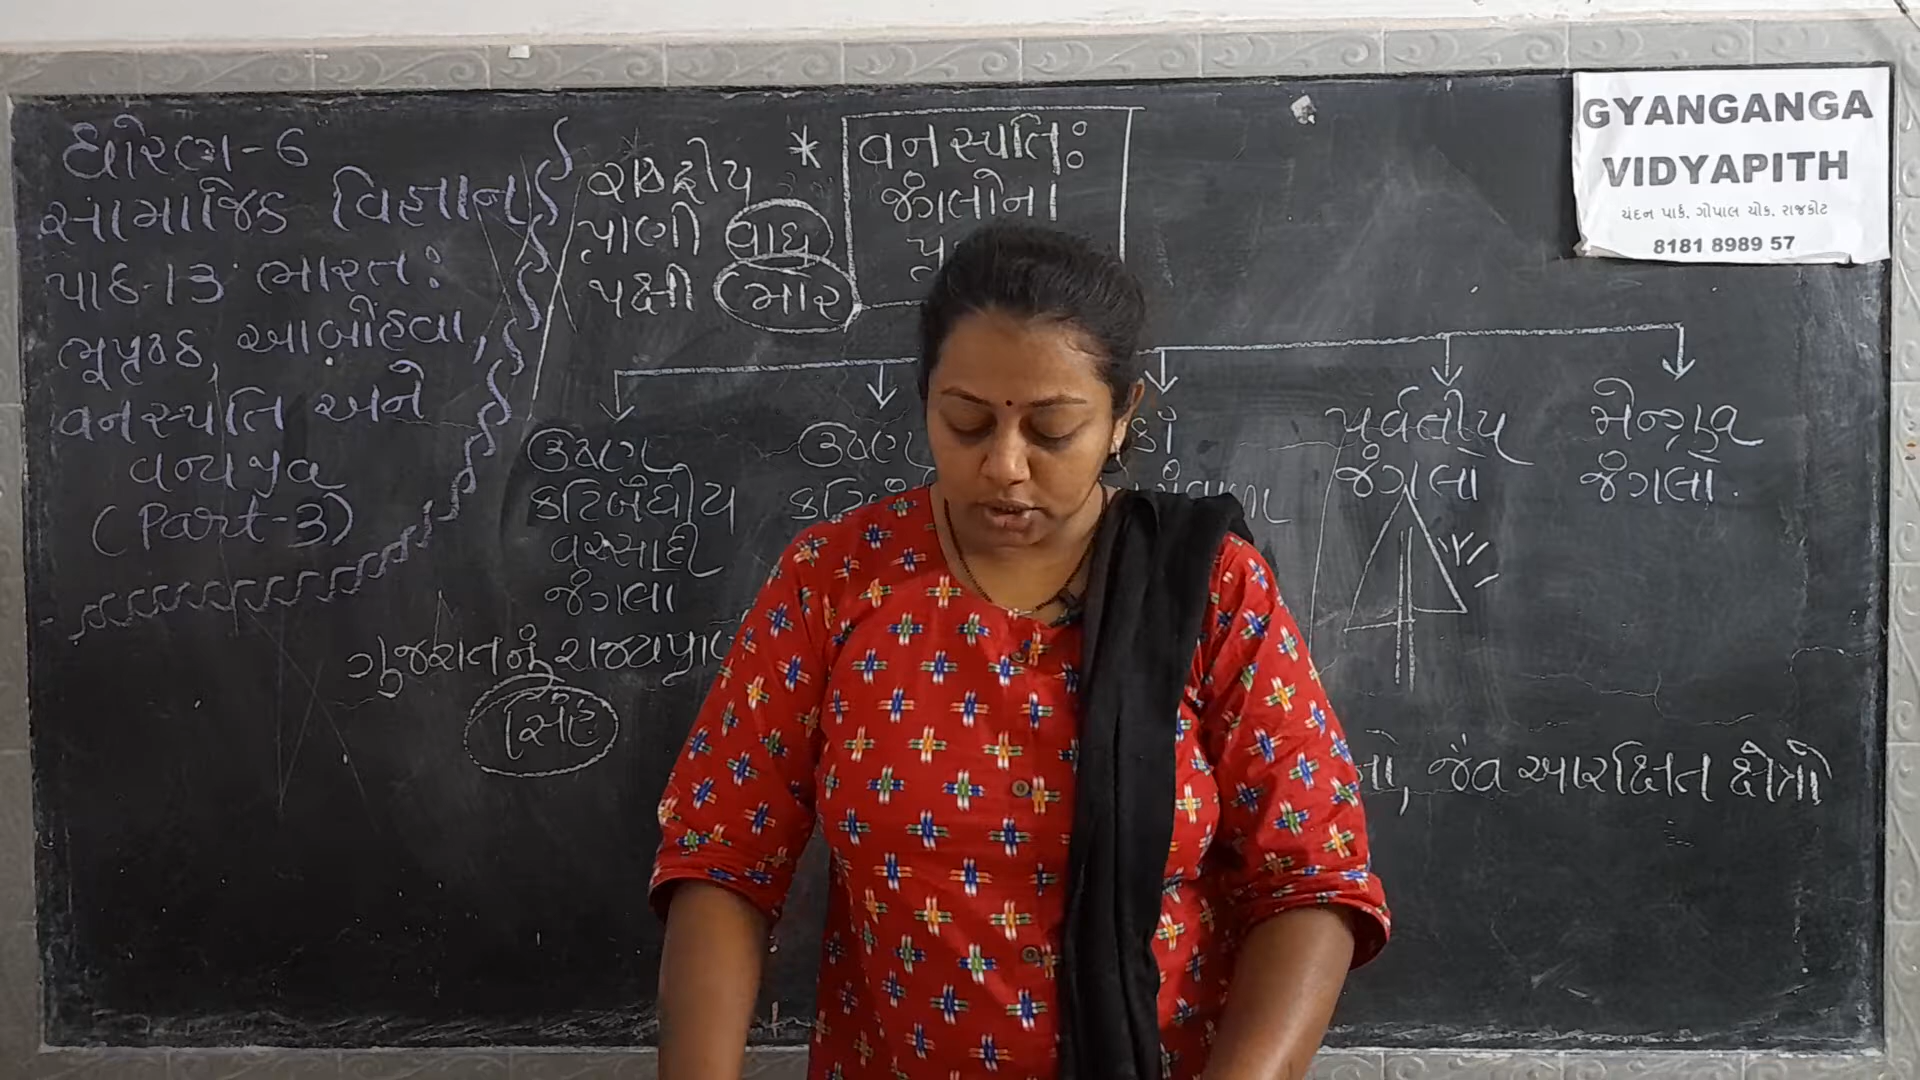 ધોરણ-6
સામાજિક વિજ્ઞાન
પાઠ-13 ભારત:
ભૂપૃષ્ઠ, આબોહવા,
વનસ્પતિ અને
વન્યજીવ
(Part-3)
રાષ્ટ્રીય
પ્રાણી વાઘ
પક્ષી મોર
* વનસ્પતિ:
જંગલોના
ઉષ્ણ
કટિબંધીય
વરસાદી
જંગલો
ઉષ્ણ
પર્વતીય
જંગલો
મેન્ગ્રુવ
જંગલો.
ગુજરાતનું
સિંહ
જૈવ આરક્ષિત ક્ષેત્રો
GYANGANGA
VIDYAPITH
ચંદન પાર્ક. ગોપાલ ચોક. રાજકોટ
8181 8989 57